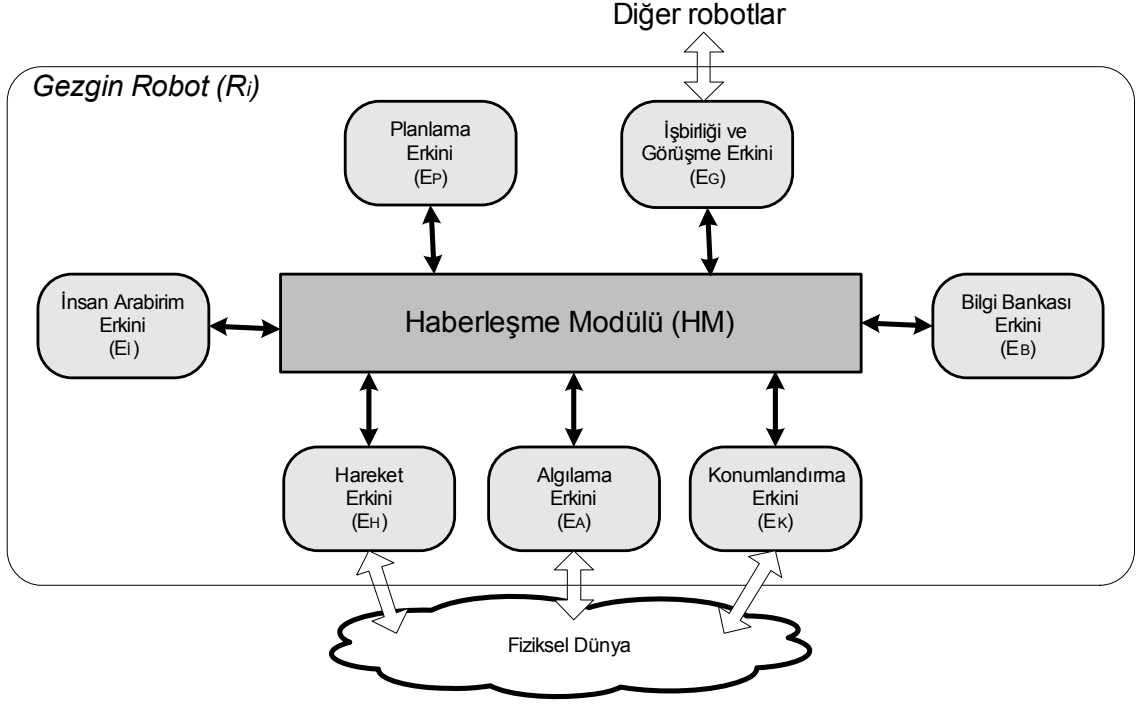 Diğer robotlar
Gezgin Robot (Ri)
Planlama
Erkini
(EP)
İşbirliği ve
Görüşme Erkini
(EG)
İnsan Arabirim
Erkini
(Eİ)
Haberleşme Modülü (HM)
Bilgi Bankası
Erkini
(EB)
Hareket
Erkini
(EH)
Algılama
Erkini
(EA)
Konumlandırma
Erkini
(EK)
Fiziksel Dünya